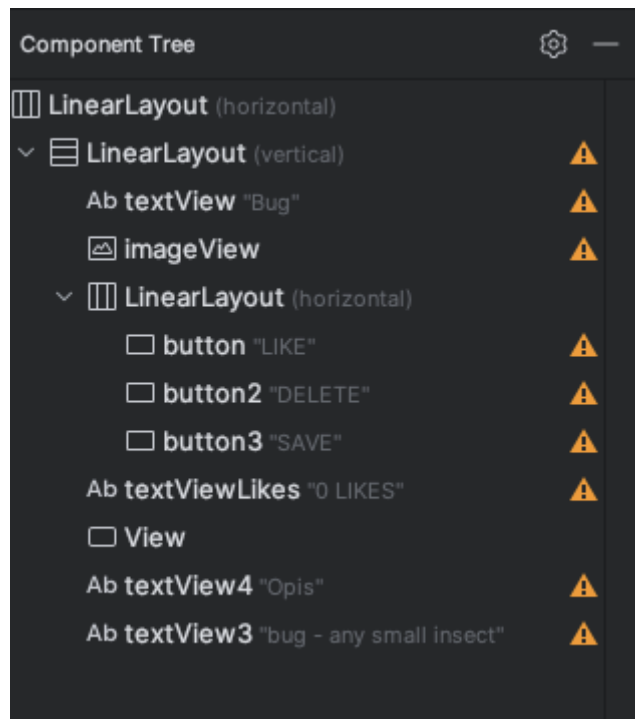 Component Tree
LinearLayout (horizontal)
LinearLayout (vertical)
Ab textView "Bug"
imageView
LinearLayout (horizontal)
button "LIKE"
button2 "DELETE"
button3 "SAVE"
Ab textViewLikes "0 LIKES"
View
Ab textView4 "Opis"
Ab textView3 "bug - any small insect"